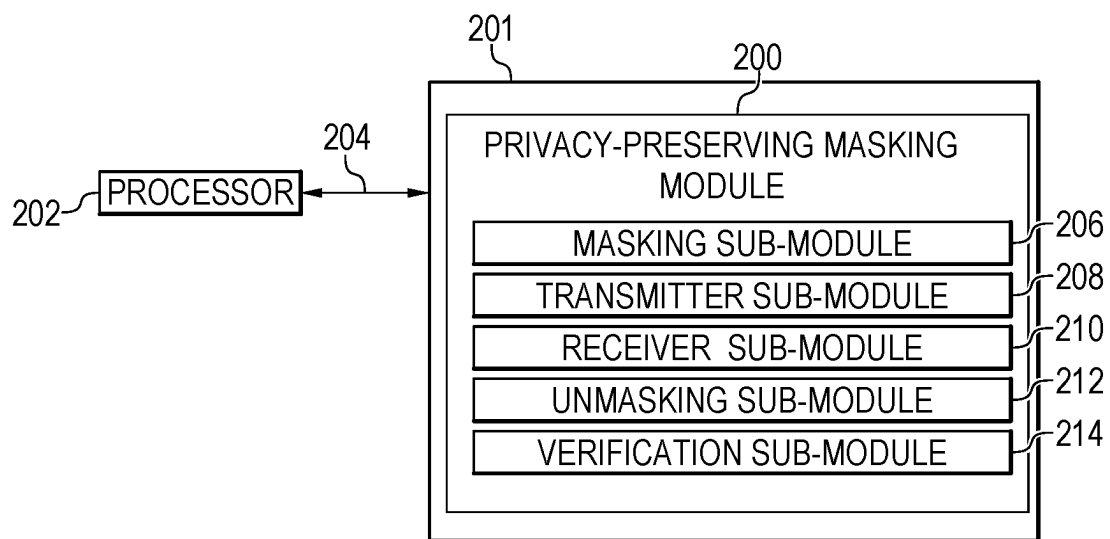 201
200
204
PRIVACY-PRESERVING MASKING
MODULE
202
PROCESSOR
MASKING SUB-MODULE
206
TRANSMITTER SUB-MODULE
208
RECEIVER SUB-MODULE
210
UNMASKING SUB-MODULE
212
VERIFICATION SUB-MODULE
214